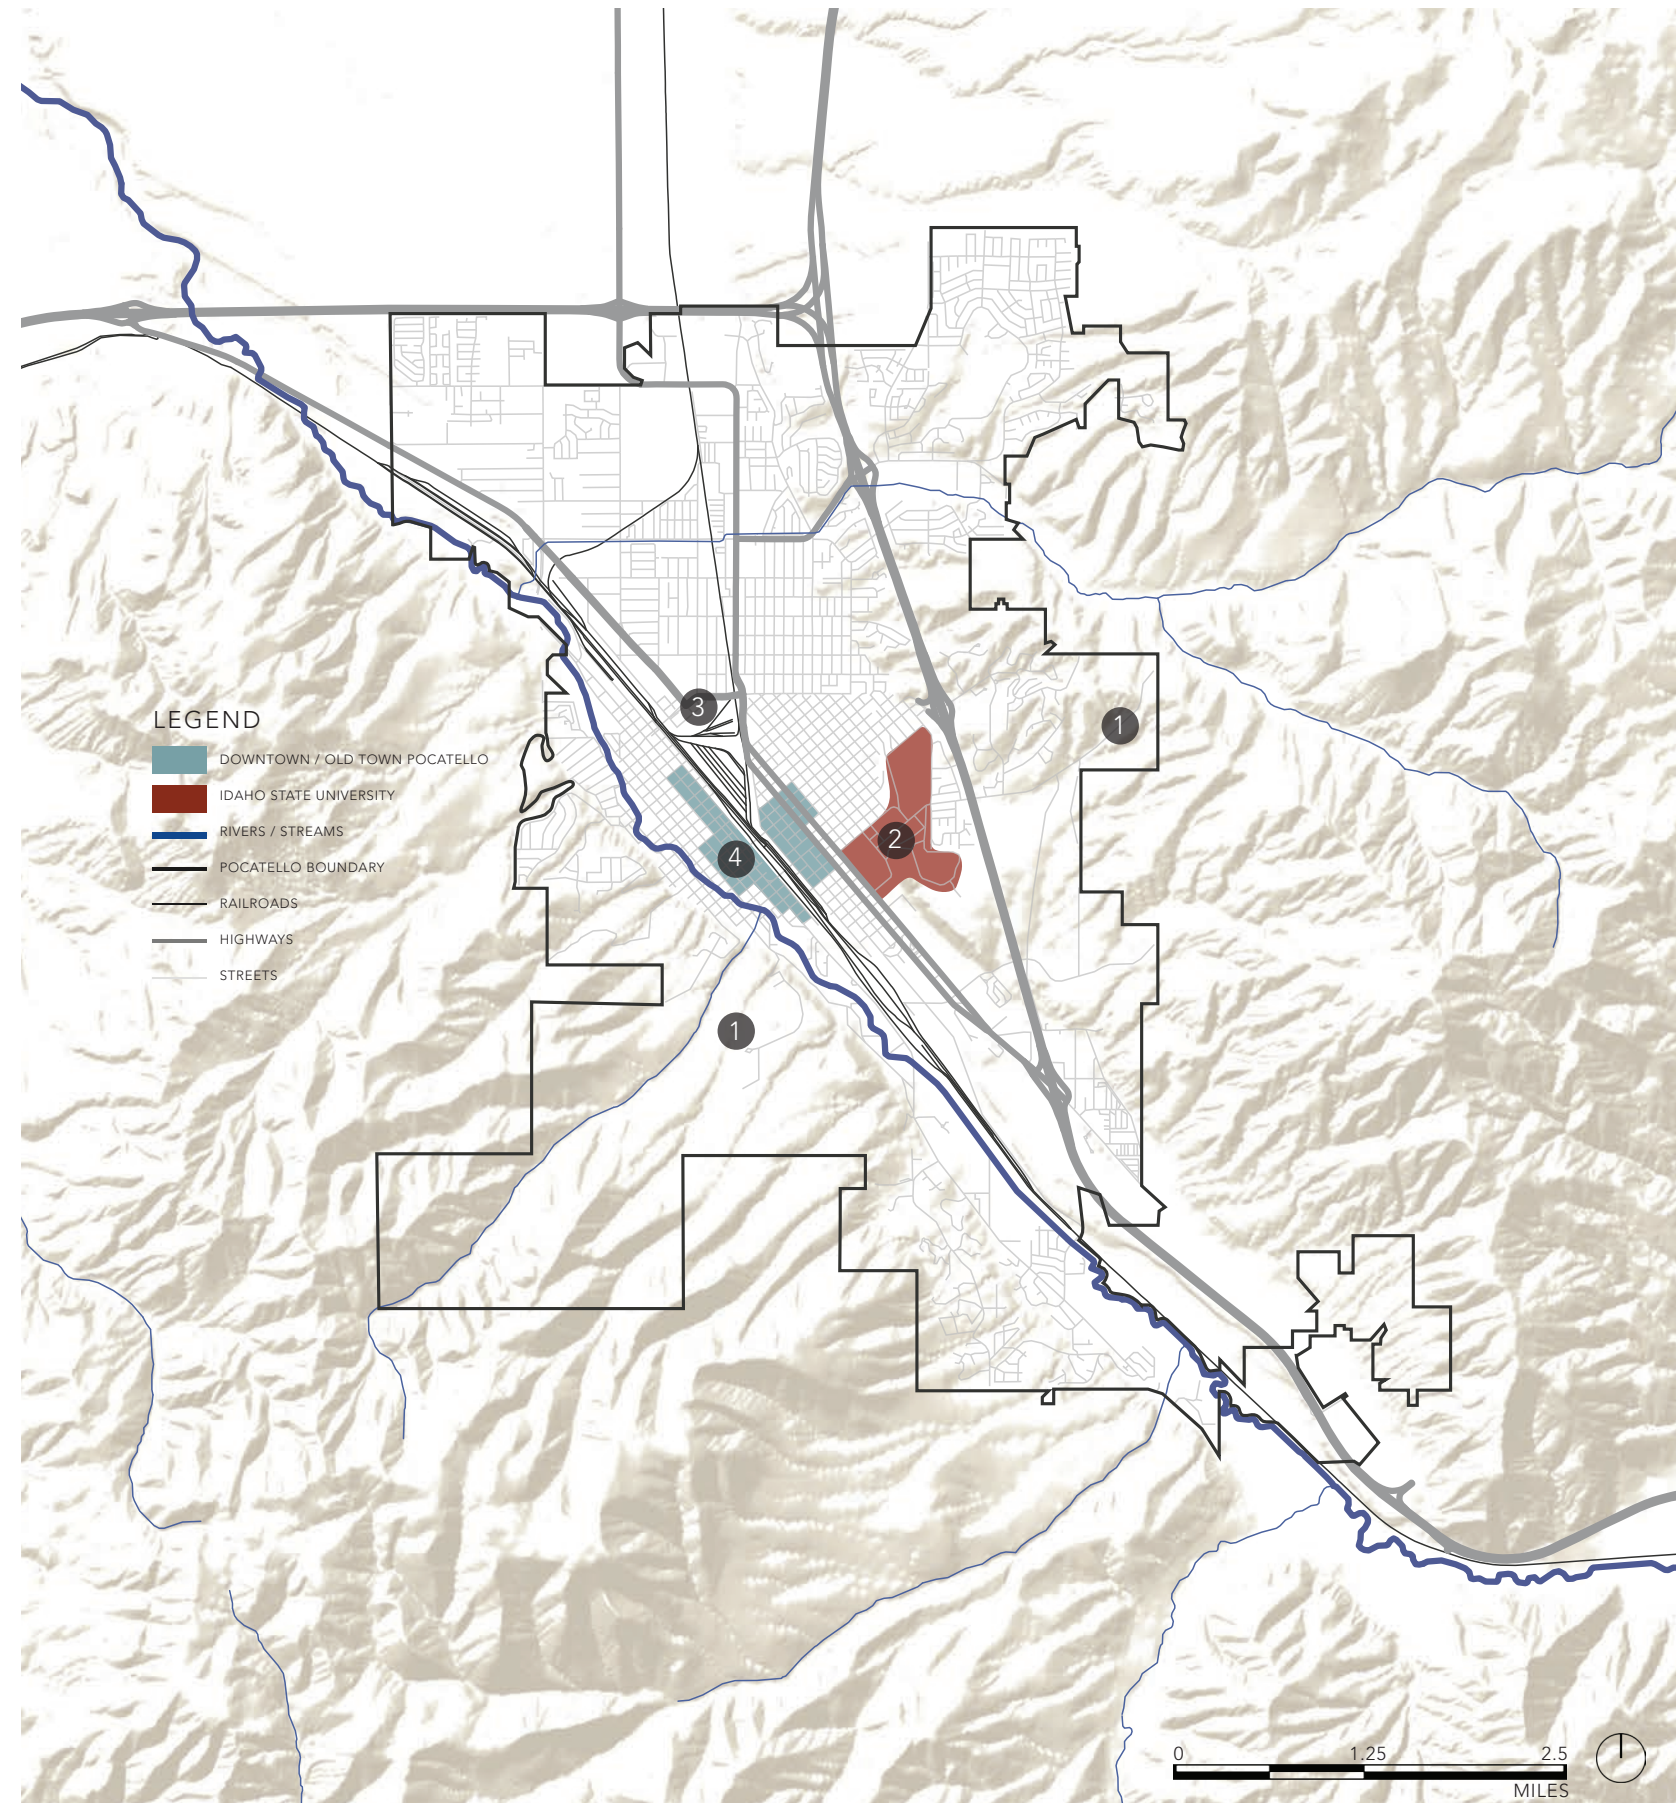 1
3
LEGEND
DOWNTOWN / OLD TOWN POCATELLO
IDAHO STATE UNIVERSITY
RIVERS / STREAMS
POCATELLO BOUNDARY
RAILROADS
HIGHWAYS
STREETS
2
4
1
0 1.25 2.5
MILES